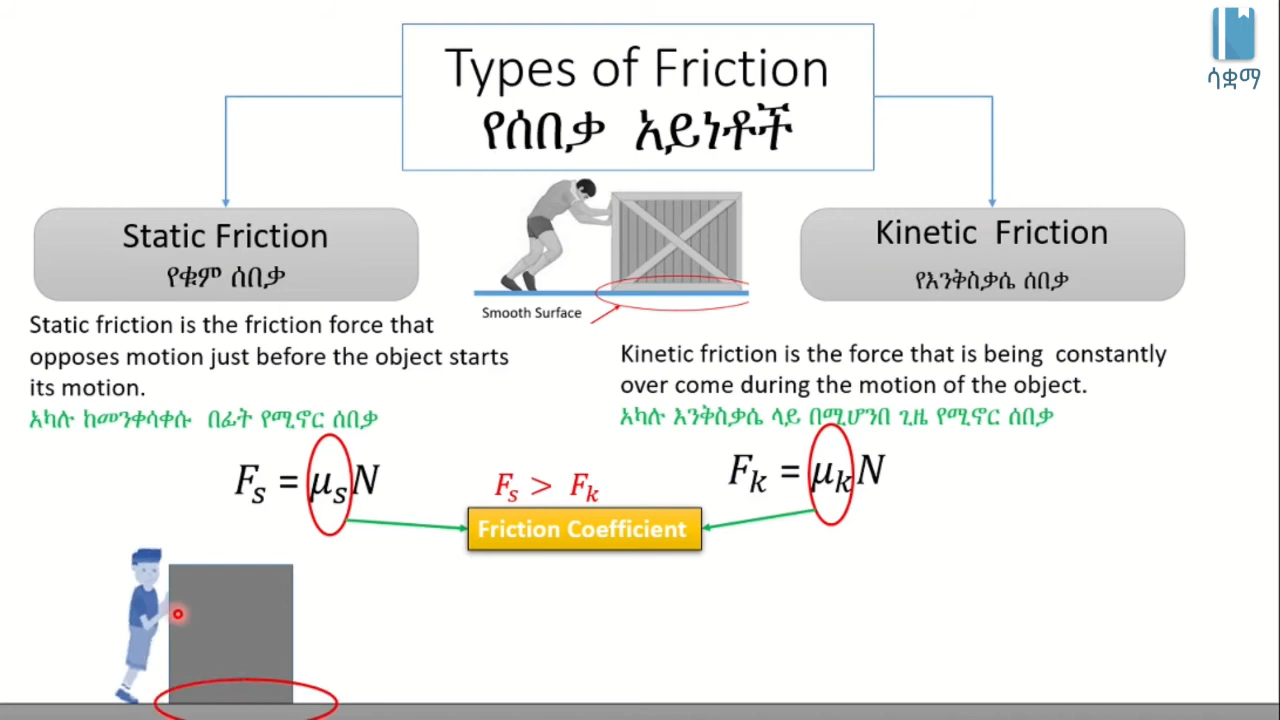 ሳቋማ
Types of Friction
የሰበቃ አይነቶች
Static Friction
የቁም ሰበቃ
Kinetic Friction
የእንቅስቃሴ ሰበቃ
Smooth Surface
Static friction is the friction force that
opposes motion just before the object starts
its motion.
አካሉ ከመንቀሳቀሱ በፊት የሚኖር ሰበቃ
Kinetic friction is the force that is being constantly
over come during the motion of the object.
አካሉ እንቅስቃሴ ላይ በሚሆንበ ጊዜ የሚኖር ሰበቃ
Fₛ = μₛN
Fₛ > Fₖ
Fₖ = μₖN
Friction Coefficient